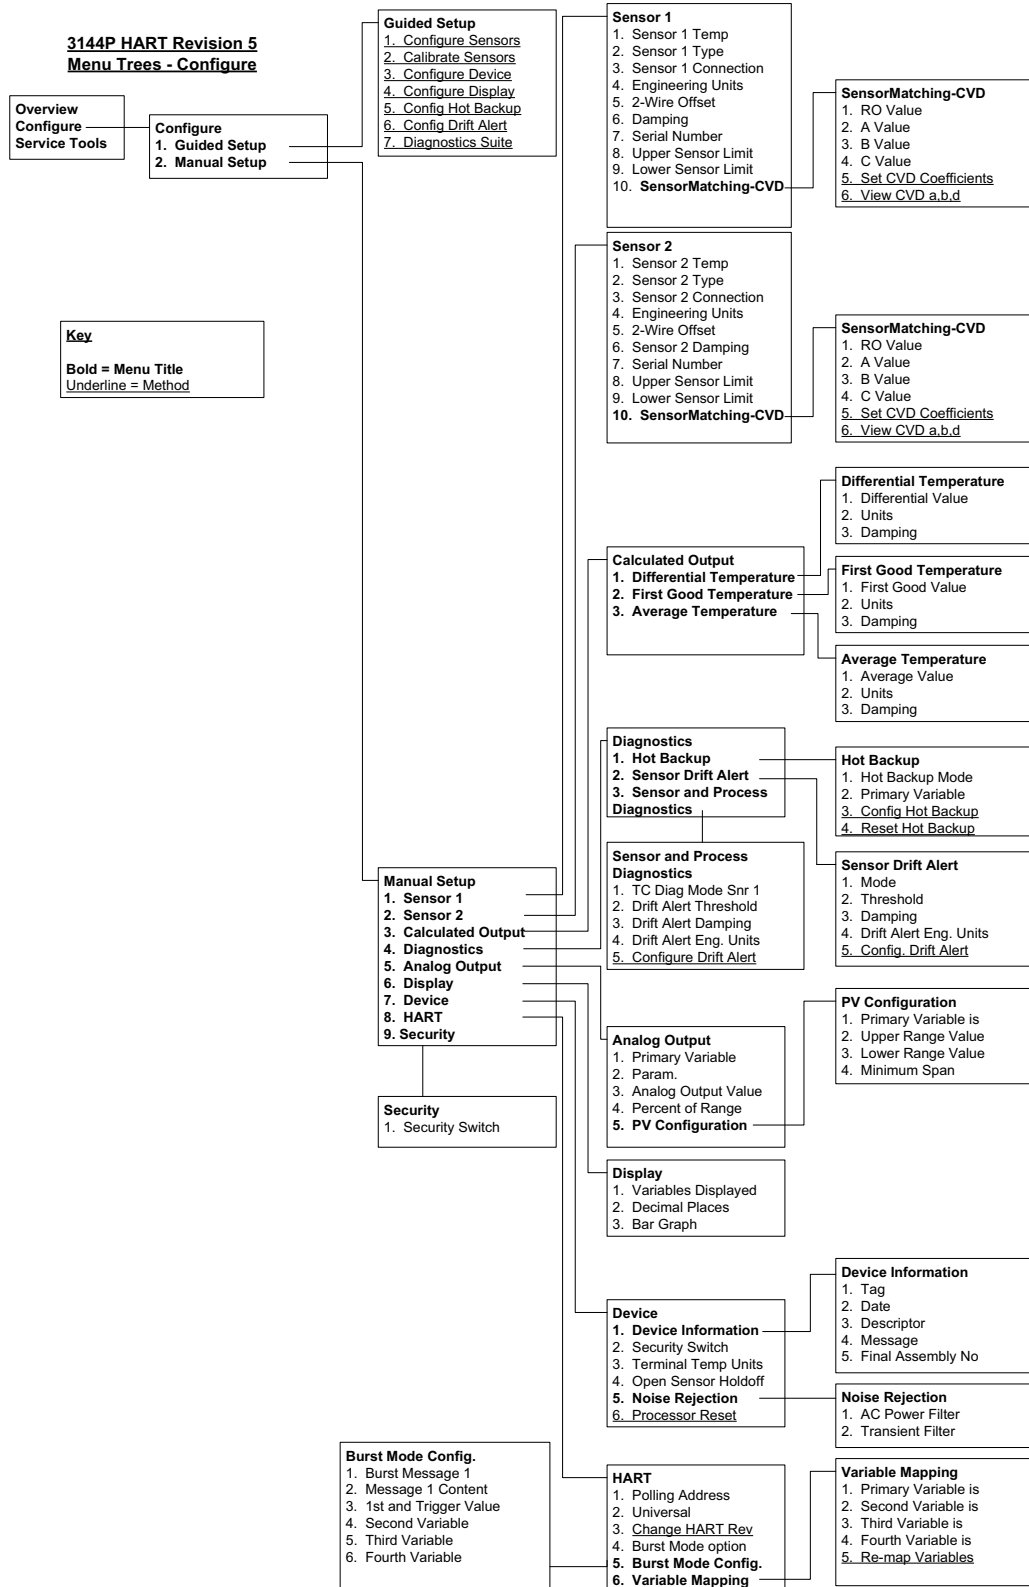 3144P HART Revision 5
Menu Trees - Configure
Overview
Configure
Service Tools
Configure
1. Guided Setup
2. Manual Setup
Guided Setup
1. Configure Sensors
2. Calibrate Sensors
3. Configure Device
4. Configure Display
5. Config Hot Backup
6. Config Drift Alert
7. Diagnostics Suite
Sensor 1
1. Sensor 1 Temp
2. Sensor 1 Type
3. Sensor 1 Connection
4. Engineering Units
5. 2-Wire Offset
6. Damping
7. Serial Number
8. Upper Sensor Limit
9. Lower Sensor Limit
10. SensorMatching-CVD
SensorMatching-CVD
1. RO Value
2. A Value
3. B Value
4. C Value
5. Set CVD Coefficients
6. View CVD a,b,d
Key
Bold = Menu Title
Underline = Method
Sensor 2
1. Sensor 2 Temp
2. Sensor 2 Type
3. Sensor 2 Connection
4. Engineering Units
5. 2-Wire Offset
6. Sensor 2 Damping
7. Serial Number
8. Upper Sensor Limit
9. Lower Sensor Limit
10. SensorMatching-CVD
SensorMatching-CVD
1. RO Value
2. A Value
3. B Value
4. C Value
5. Set CVD Coefficients
6. View CVD a,b,d
Calculated Output
1. Differential Temperature
2. First Good Temperature
3. Average Temperature
Differential Temperature
1. Differential Value
2. Units
3. Damping
First Good Temperature
1. First Good Value
2. Units
3. Damping
Average Temperature
1. Average Value
2. Units
3. Damping
Diagnostics
1. Hot Backup
2. Sensor Drift Alert
3. Sensor and Process
Diagnostics
Hot Backup
1. Hot Backup Mode
2. Primary Variable
3. Config Hot Backup
4. Reset Hot Backup
Sensor and Process
Diagnostics
1. TC Diag Mode Snr 1
2. Drift Alert Threshold
3. Drift Alert Damping
4. Drift Alert Eng. Units
5. Configure Drift Alert
Sensor Drift Alert
1. Mode
2. Threshold
3. Damping
4. Drift Alert Eng. Units
5. Config. Drift Alert
Manual Setup
1. Sensor 1
2. Sensor 2
3. Calculated Output
4. Diagnostics
5. Analog Output
6. Display
7. Device
8. HART
9. Security
Security
1. Security Switch
Analog Output
1. Primary Variable
2. Param.
3. Analog Output Value
4. Percent of Range
5. PV Configuration
PV Configuration
1. Primary Variable is
2. Upper Range Value
3. Lower Range Value
4. Minimum Span
Display
1. Variables Displayed
2. Decimal Places
3. Bar Graph
Device
1. Device Information
2. Security Switch
3. Terminal Temp Units
4. Open Sensor Holdoff
5. Noise Rejection
6. Processor Reset
Device Information
1. Tag
2. Date
3. Descriptor
4. Message
5. Final Assembly No
Noise Rejection
1. AC Power Filter
2. Transient Filter
Burst Mode Config.
1. Burst Message 1
2. Message 1 Content
3. 1st and Trigger Value
4. Second Variable
5. Third Variable
6. Fourth Variable
HART
1. Polling Address
2. Universal
3. Change HART Rev
4. Burst Mode option
5. Burst Mode Config.
6. Variable Mapping
Variable Mapping
1. Primary Variable is
2. Second Variable is
3. Third Variable is
4. Fourth Variable is
5. Re-map Variables